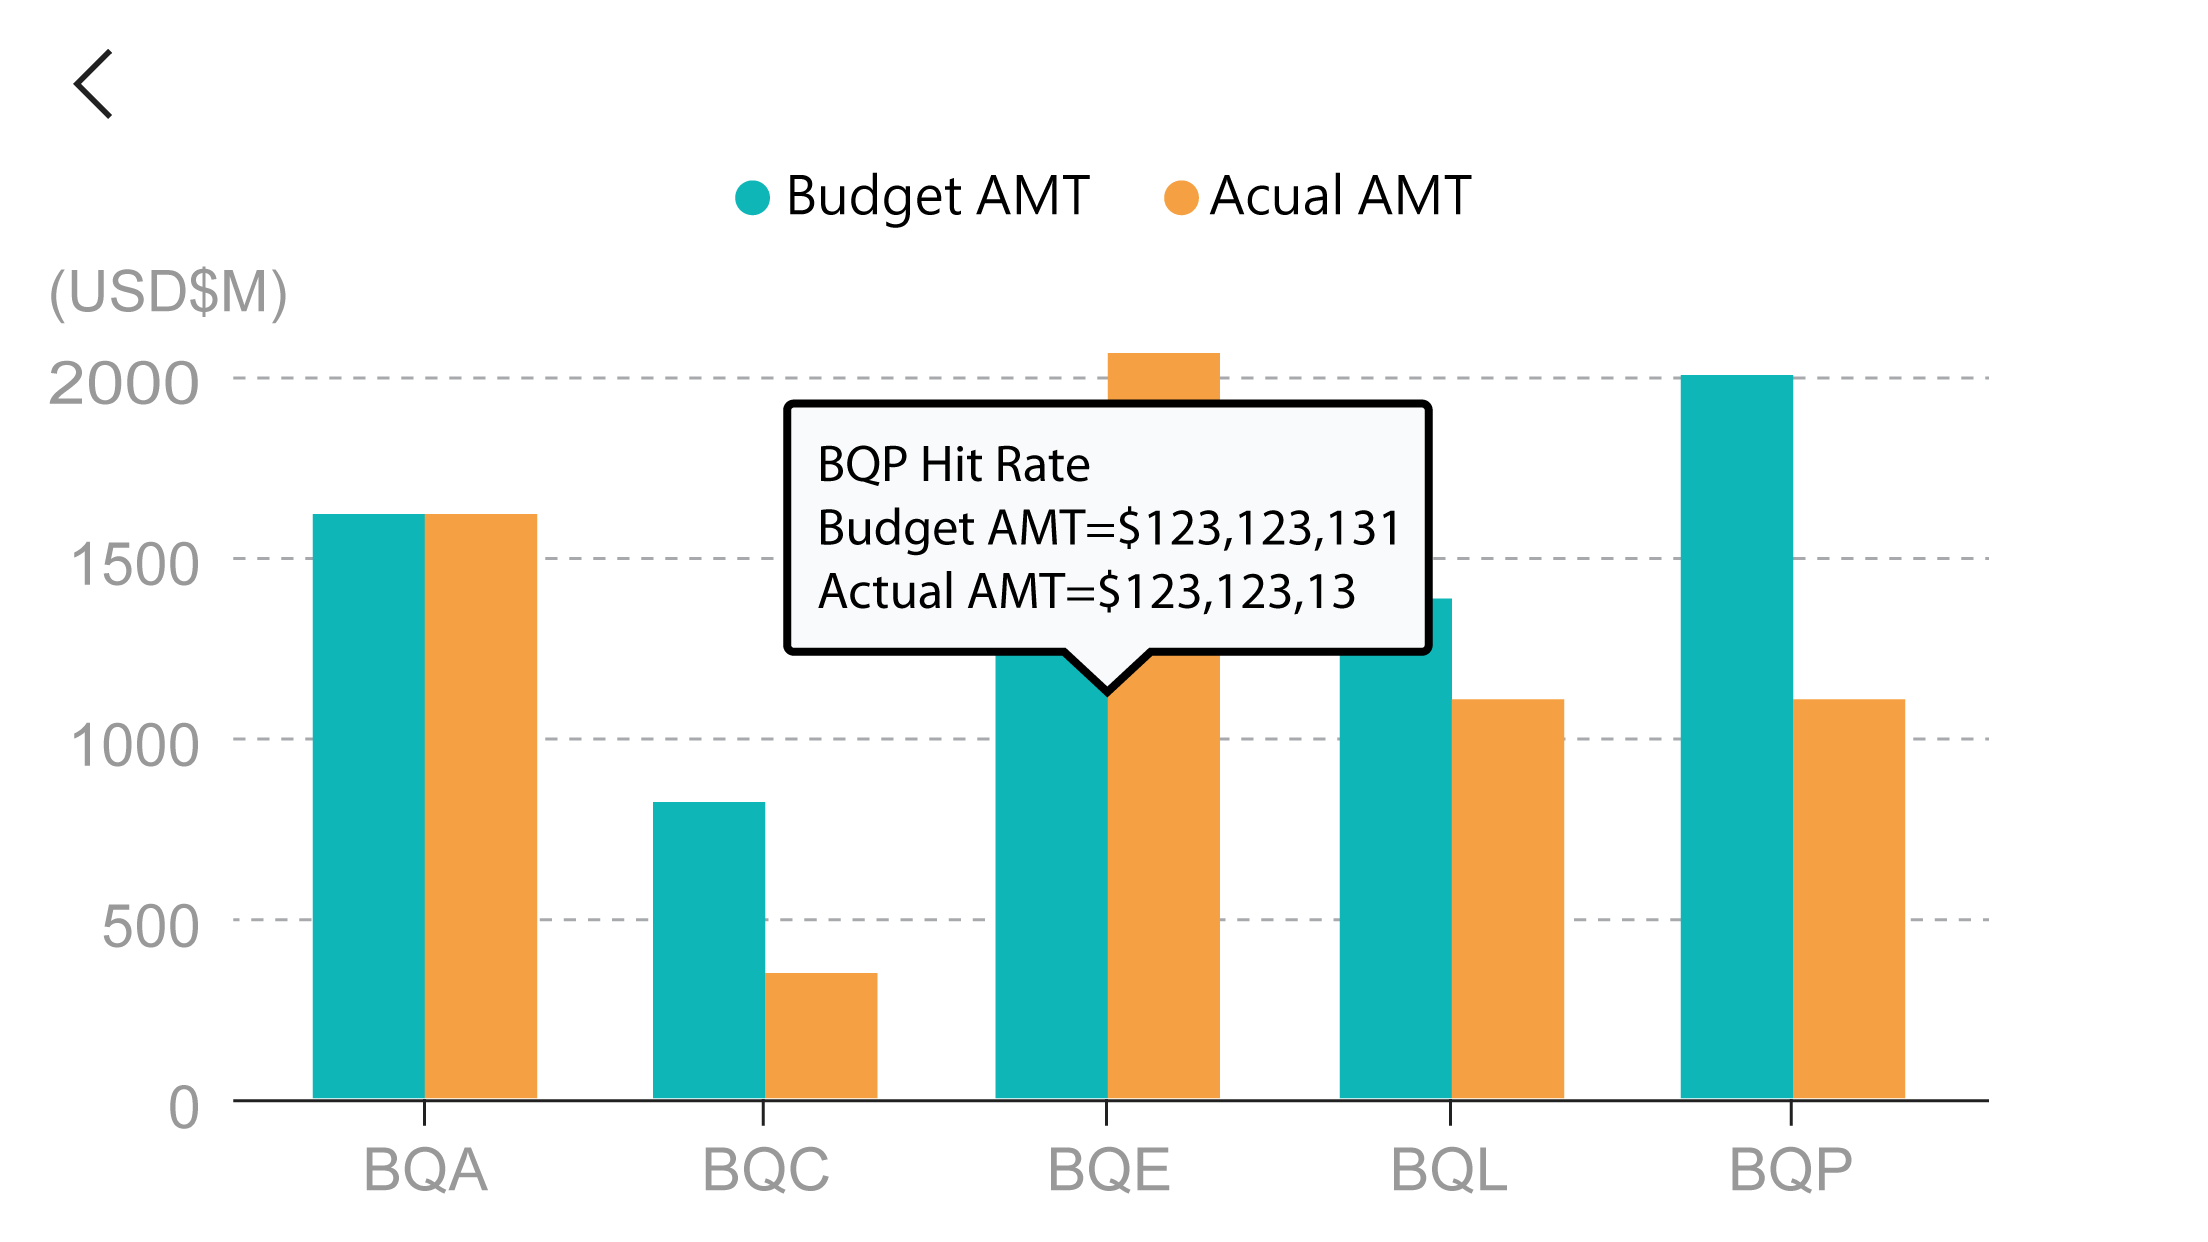 Budget AMT Acual AMT
(USD$M)
2000
BQP Hit Rate
Budget AMT=$123,123,131
1500
Actual AMT=$123,123,13
1000
500
0
BQA BQC BQE BQL BQP